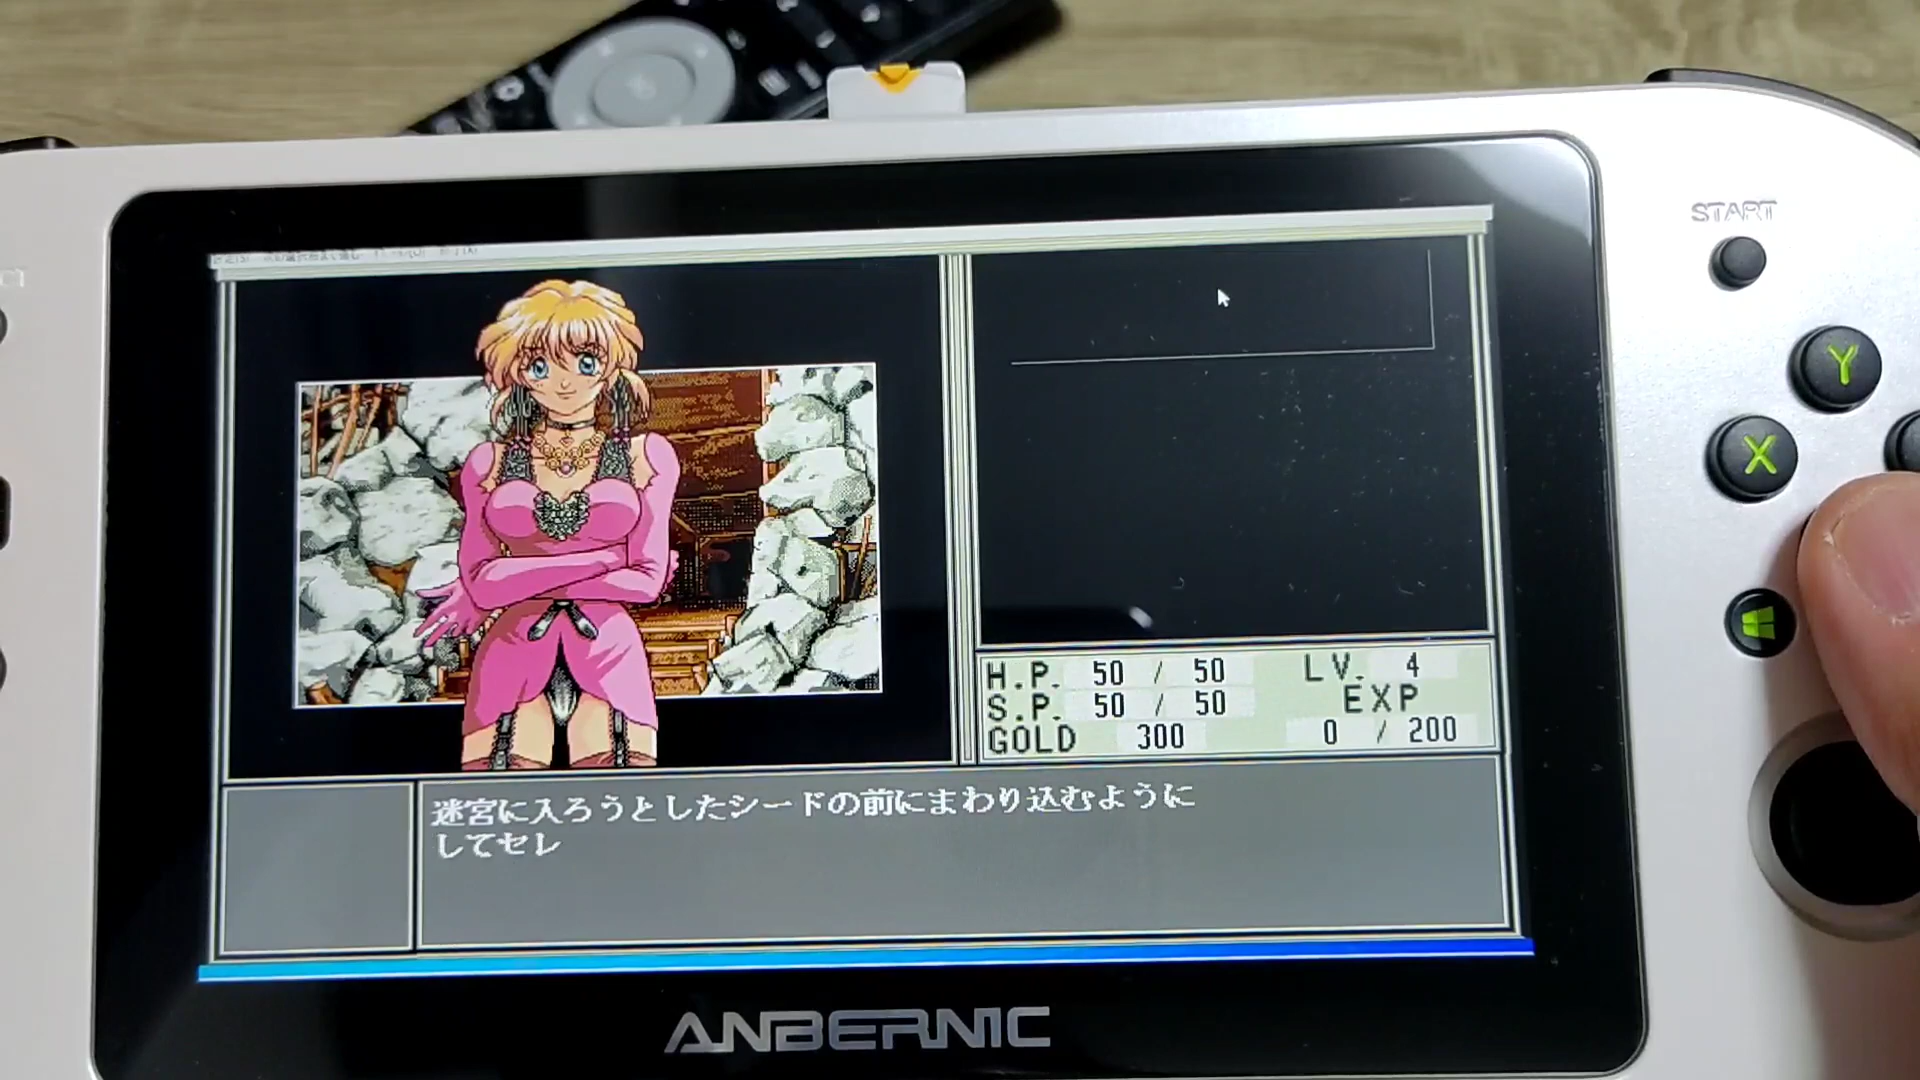 START
Y
X
H.P. 50 / 50 LV. 4
S.P. 50 / 50 EXP
GOLD 300 0 / 200
迷宮に入ろうとしたシードの前にまわり込むように
してセレ
ANBERNIC